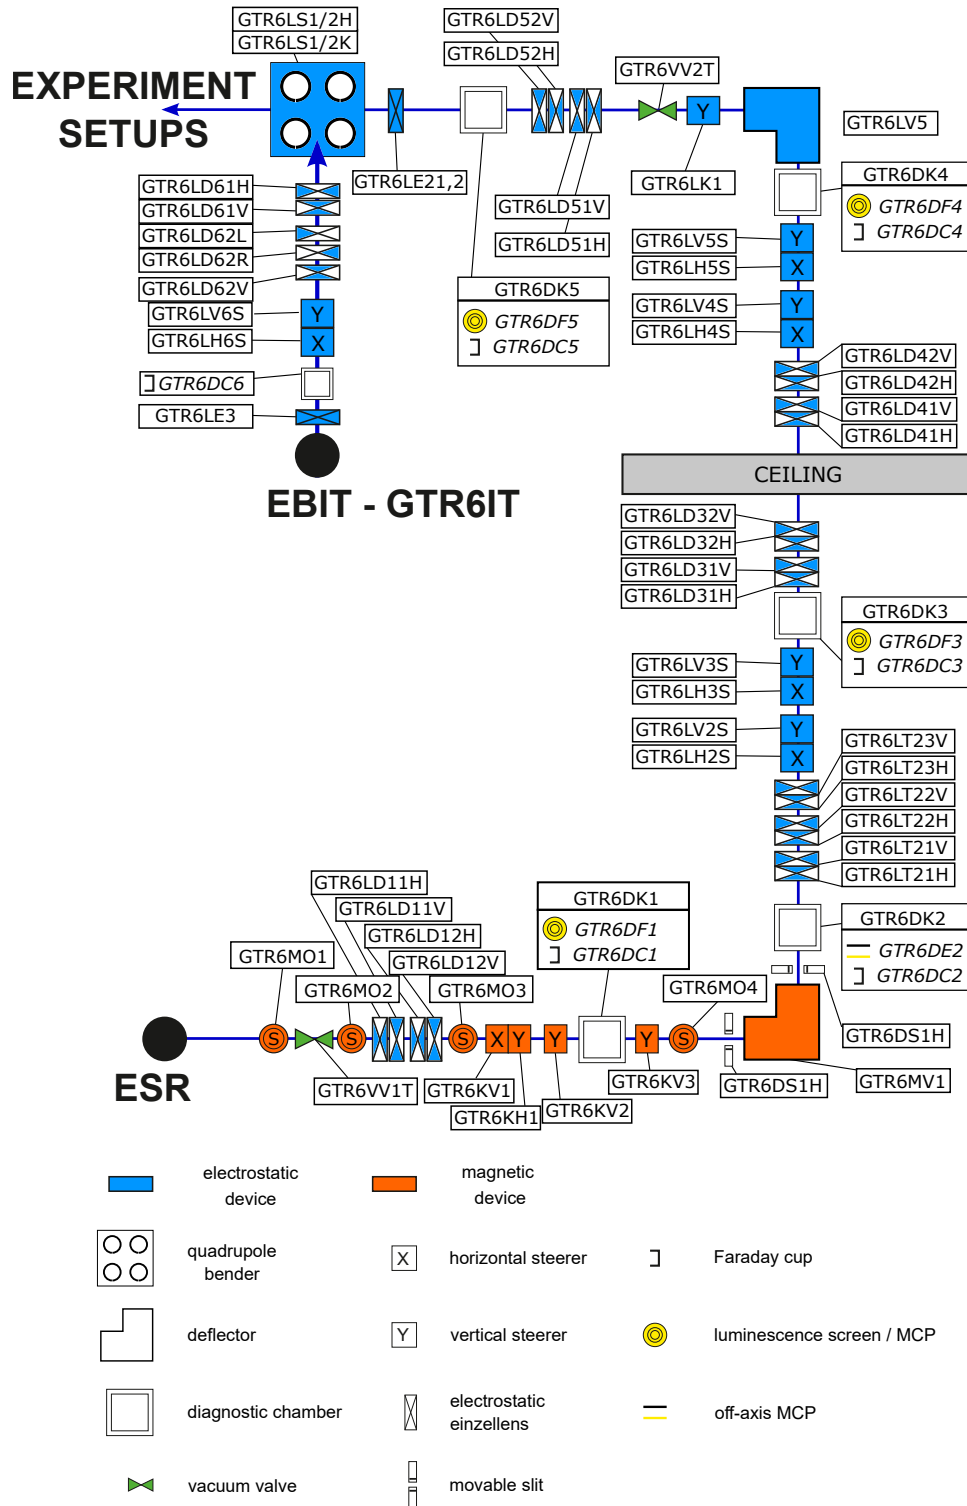 GTR6LS1/2H
GTR6LS1/2K
GTR6LD52V
GTR6LD52H
GTR6VV2T
EXPERIMENT
SETUPS
Y
GTR6LV5
GTR6LE21,2
GTR6LK1
GTR6LD51V
GTR6LD51H
GTR6DK4
GTR6DF4
GTR6DC4
GTR6LD61H
GTR6LD61V
GTR6LD62L
GTR6LD62R
GTR6LD62V
GTR6LV6S
Y
GTR6LH6S
X
GTR6DC6
GTR6LE3
EBIT - GTR6IT
GTR6DK5
GTR6DF5
GTR6DC5
GTR6LV5S
Y
GTR6LH5S
X
GTR6LV4S
Y
GTR6LH4S
X
GTR6LD42V
GTR6LD42H
GTR6LD41V
GTR6LD41H
CEILING
GTR6LD32V
GTR6LD32H
GTR6LD31V
GTR6LD31H
GTR6DK3
GTR6DF3
GTR6DC3
GTR6LV3S
Y
GTR6LH3S
X
GTR6LV2S
Y
GTR6LH2S
X
GTR6LT23V
GTR6LT23H
GTR6LT22V
GTR6LT22H
GTR6LT21V
GTR6LT21H
GTR6DK2
GTR6DE2
GTR6DC2
GTR6LD11H
GTR6LD11V
GTR6LD12H
GTR6LD12V
GTR6DK1
GTR6DF1
GTR6DC1
GTR6MO1
GTR6MO2
GTR6MO3
GTR6MO4
S
S
S
X
Y
Y
Y
S
ESR
GTR6VV1T
GTR6KV1
GTR6KH1
GTR6KV2
GTR6KV3
GTR6DS1H
GTR6DS1H
GTR6MV1
electrostatic
device
magnetic
device
quadrupole
bender
X
horizontal steerer
Faraday cup
deflector
Y
vertical steerer
luminescence screen / MCP
diagnostic chamber
electrostatic
einzellens
off-axis MCP
vacuum valve
movable slit